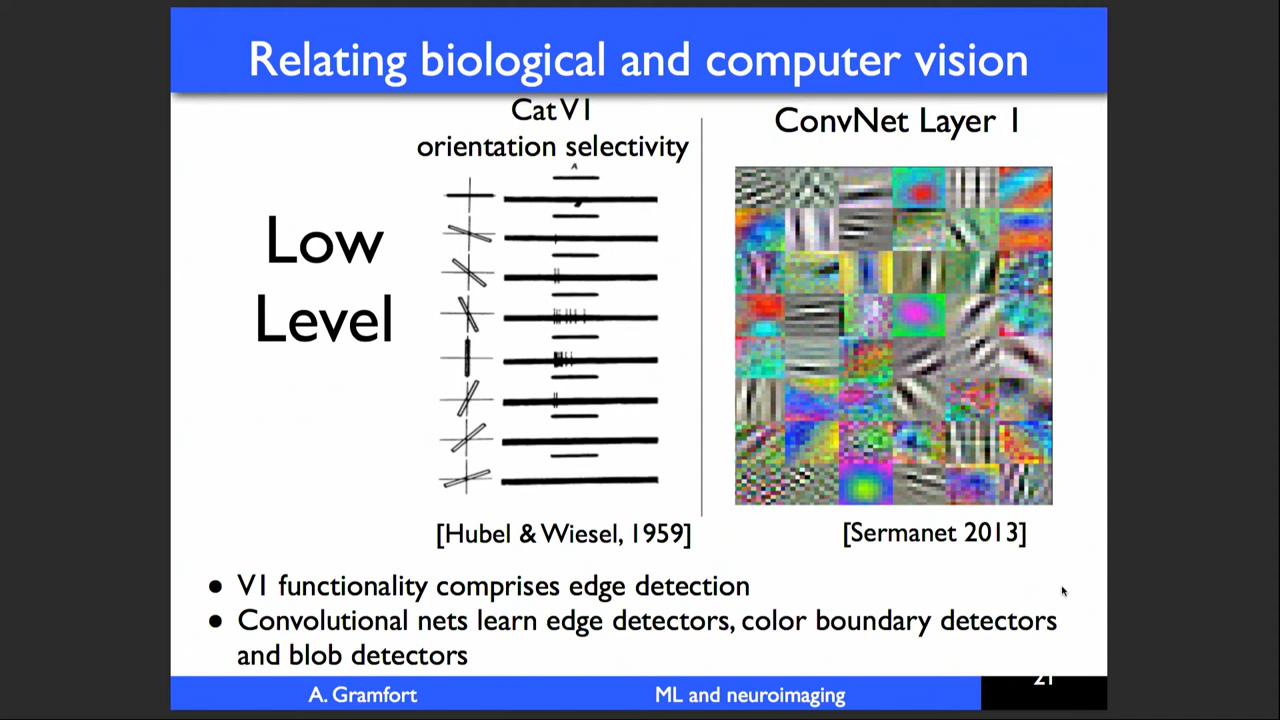 Relating biological and computer vision
Cat V1
orientation selectivity
ConvNet Layer 1
Low
Level
[Hubel & Wiesel, 1959]
[Sermanet 2013]
• V1 functionality comprises edge detection
• Convolutional nets learn edge detectors, color boundary detectors
and blob detectors
A. Gramfort
ML and neuroimaging
21